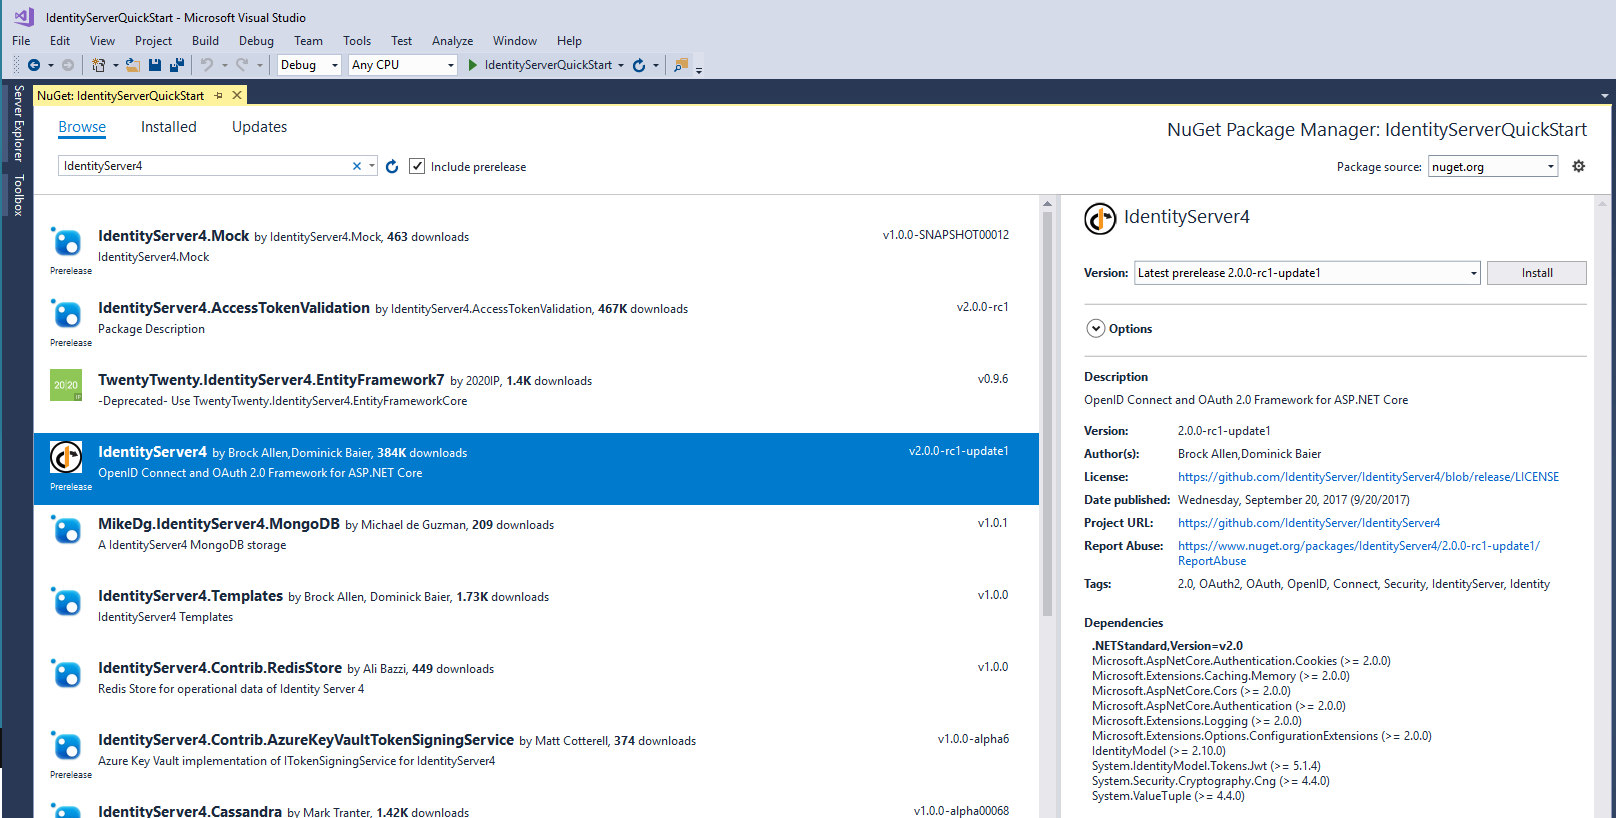 IdentityServerQuickStart - Microsoft Visual Studio
File Edit View Project Build Debug Team Tools Test Analyze Window Help
Debug Any CPU IdentityServerQuickStart
Server Explorer
Toolbox
NuGet: IdentityServerQuickStart
Browse Installed Updates
NuGet Package Manager: IdentityServerQuickStart
IdentityServer4
Include prerelease
Package source: nuget.org
IdentityServer4.Mock by IdentityServer4.Mock, 463 downloads v1.0.0-SNAPSHOT00012
IdentityServer4.Mock
Prerelease
IdentityServer4.AccessTokenValidation by IdentityServer4.AccessTokenValidation, 467K downloads v2.0.0-rc1
Package Description
Prerelease
TwentyTwenty.IdentityServer4.EntityFramework7 by 2020IP, 1.4K downloads v0.9.6
20|20
IP
-Deprecated- Use TwentyTwenty.IdentityServer4.EntityFrameworkCore
IdentityServer4 by Brock Allen,Dominick Baier, 384K downloads v2.0.0-rc1-update1
OpenID Connect and OAuth 2.0 Framework for ASP.NET Core
Prerelease
MikeDg.IdentityServer4.MongoDB by Michael de Guzman, 209 downloads v1.0.1
A IdentityServer4 MongoDB storage
IdentityServer4.Templates by Brock Allen, Dominick Baier, 1.73K downloads v1.0.0
IdentityServer4 Templates
IdentityServer4.Contrib.RedisStore by Ali Bazzi, 449 downloads v1.0.0
Redis Store for operational data of Identity Server 4
IdentityServer4.Contrib.AzureKeyVaultTokenSigningService by Matt Cotterell, 374 downloads v1.0.0-alpha6
Azure Key Vault implementation of ITokenSigningService for IdentityServer4
Prerelease
IdentityServer4.Cassandra by Mark Tranter, 1.42K downloads v1.0.0-alpha00068
IdentityServer4
Version: Latest prerelease 2.0.0-rc1-update1 Install
Options
Description
OpenID Connect and OAuth 2.0 Framework for ASP.NET Core
Version: 2.0.0-rc1-update1
Author(s): Brock Allen,Dominick Baier
License: https://github.com/IdentityServer/IdentityServer4/blob/release/LICENSE
Date published: Wednesday, September 20, 2017 (9/20/2017)
Project URL: https://github.com/IdentityServer/IdentityServer4
Report Abuse: https://www.nuget.org/packages/IdentityServer4/2.0.0-rc1-update1/
ReportAbuse
Tags: 2.0, OAuth2, OAuth, OpenID, Connect, Security, IdentityServer, Identity
Dependencies
.NETStandard,Version=v2.0
Microsoft.AspNetCore.Authentication.Cookies (>= 2.0.0)
Microsoft.Extensions.Caching.Memory (>= 2.0.0)
Microsoft.AspNetCore.Cors (>= 2.0.0)
Microsoft.AspNetCore.Authentication (>= 2.0.0)
Microsoft.Extensions.Logging (>= 2.0.0)
Microsoft.Extensions.Options.ConfigurationExtensions (>= 2.0.0)
IdentityModel (>= 2.10.0)
System.IdentityModel.Tokens.Jwt (>= 5.1.4)
System.Security.Cryptography.Cng (>= 4.4.0)
System.ValueTuple (>= 4.4.0)